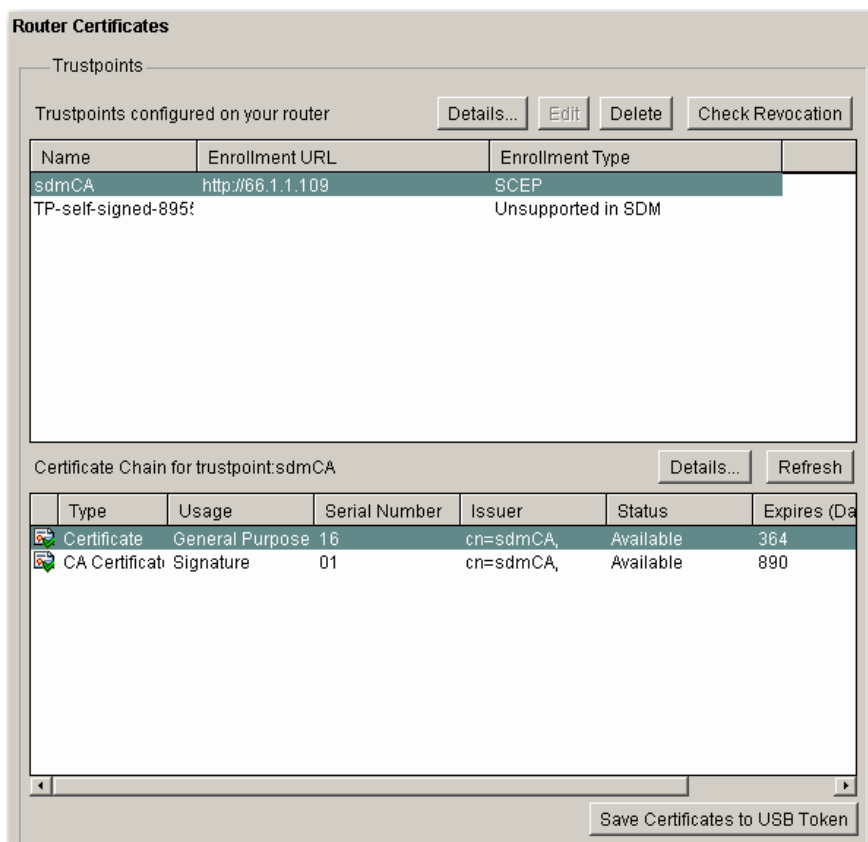 Router Certificates
Trustpoints
Trustpoints configured on your router Details... Edit Delete Check Revocation
Name Enrollment URL Enrollment Type
sdmCA http://66.1.1.109 SCEP
TP-self-signed-895 Unsupported in SDM
Certificate Chain for trustpoint:sdmCA Details... Refresh
Type Usage Serial Number Issuer Status Expires (Da
Certificate General Purpose 16 cn=sdmCA, Available 364
CA Certificat Signature 01 cn=sdmCA, Available 890
Save Certificates to USB Token